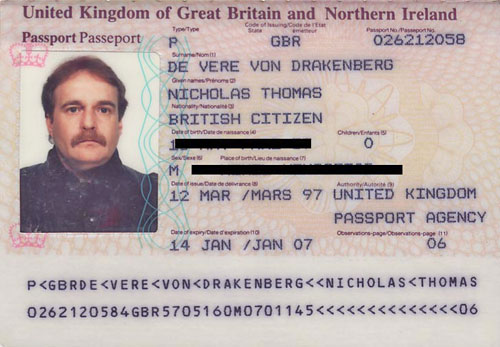 United Kingdom of Great Britain and Northern Ireland
Passport Passeport
Type/Type Code of Issuing/Code de l'Etat Passport No./Passeport No.
State émetteur
P GBR 026212058
Surname/Nom (1)
DE VERE VON DRAKENBERG
Given names/Prénoms (2)
NICHOLAS THOMAS
Nationality/Nationalité (3)
BRITISH CITIZEN
Date of birth/Date de naissance (4) Children/Enfants (5)
0
Sex/Sexe (6) Place of birth/Lieu de naissance (7)
M
Date of issue/Date de délivrance (8) Authority/Autorité (9)
12 MAR /MARS 97 UNITED KINGDOM
PASSPORT AGENCY
Date of expiry/Date d'expiration (10) Observations-page/Observations-page (11)
14 JAN /JAN 07 06
P<GBRDE<VERE<VON<DRAKENBERG<<NICHOLAS<THOMAS
0262120584GBR5705160M0701145<<<<<<<<<<<<<<06